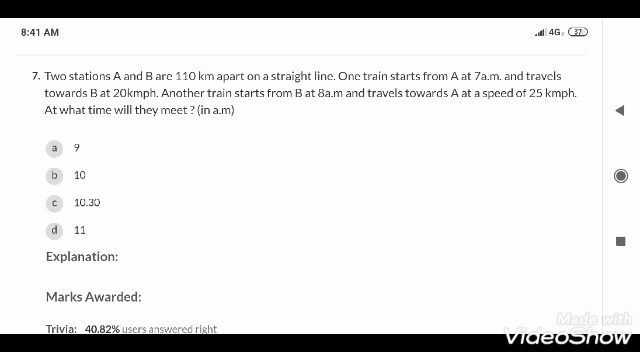 8:41 AM 4G 37
7. Two stations A and B are 110 km apart on a straight line. One train starts from A at 7a.m. and travels
towards B at 20kmph. Another train starts from B at 8a.m and travels towards A at a speed of 25 kmph.
At what time will they meet ? (in a.m)
a 9
b 10
c 10.30
d 11
Explanation:
Marks Awarded:
Trivia: 40.82% users answered right
Made with
VideoShow